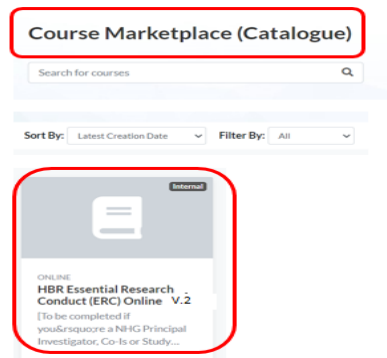 Course Marketplace (Catalogue)
Search for courses
Sort By: Latest Creation Date Filter By: All
Internal
ONLINE
HBR Essential Research
Conduct (ERC) Online V.2
[To be completed if
you&rsquo;re a NHG Principal
Investigator, Co-Is or Study...